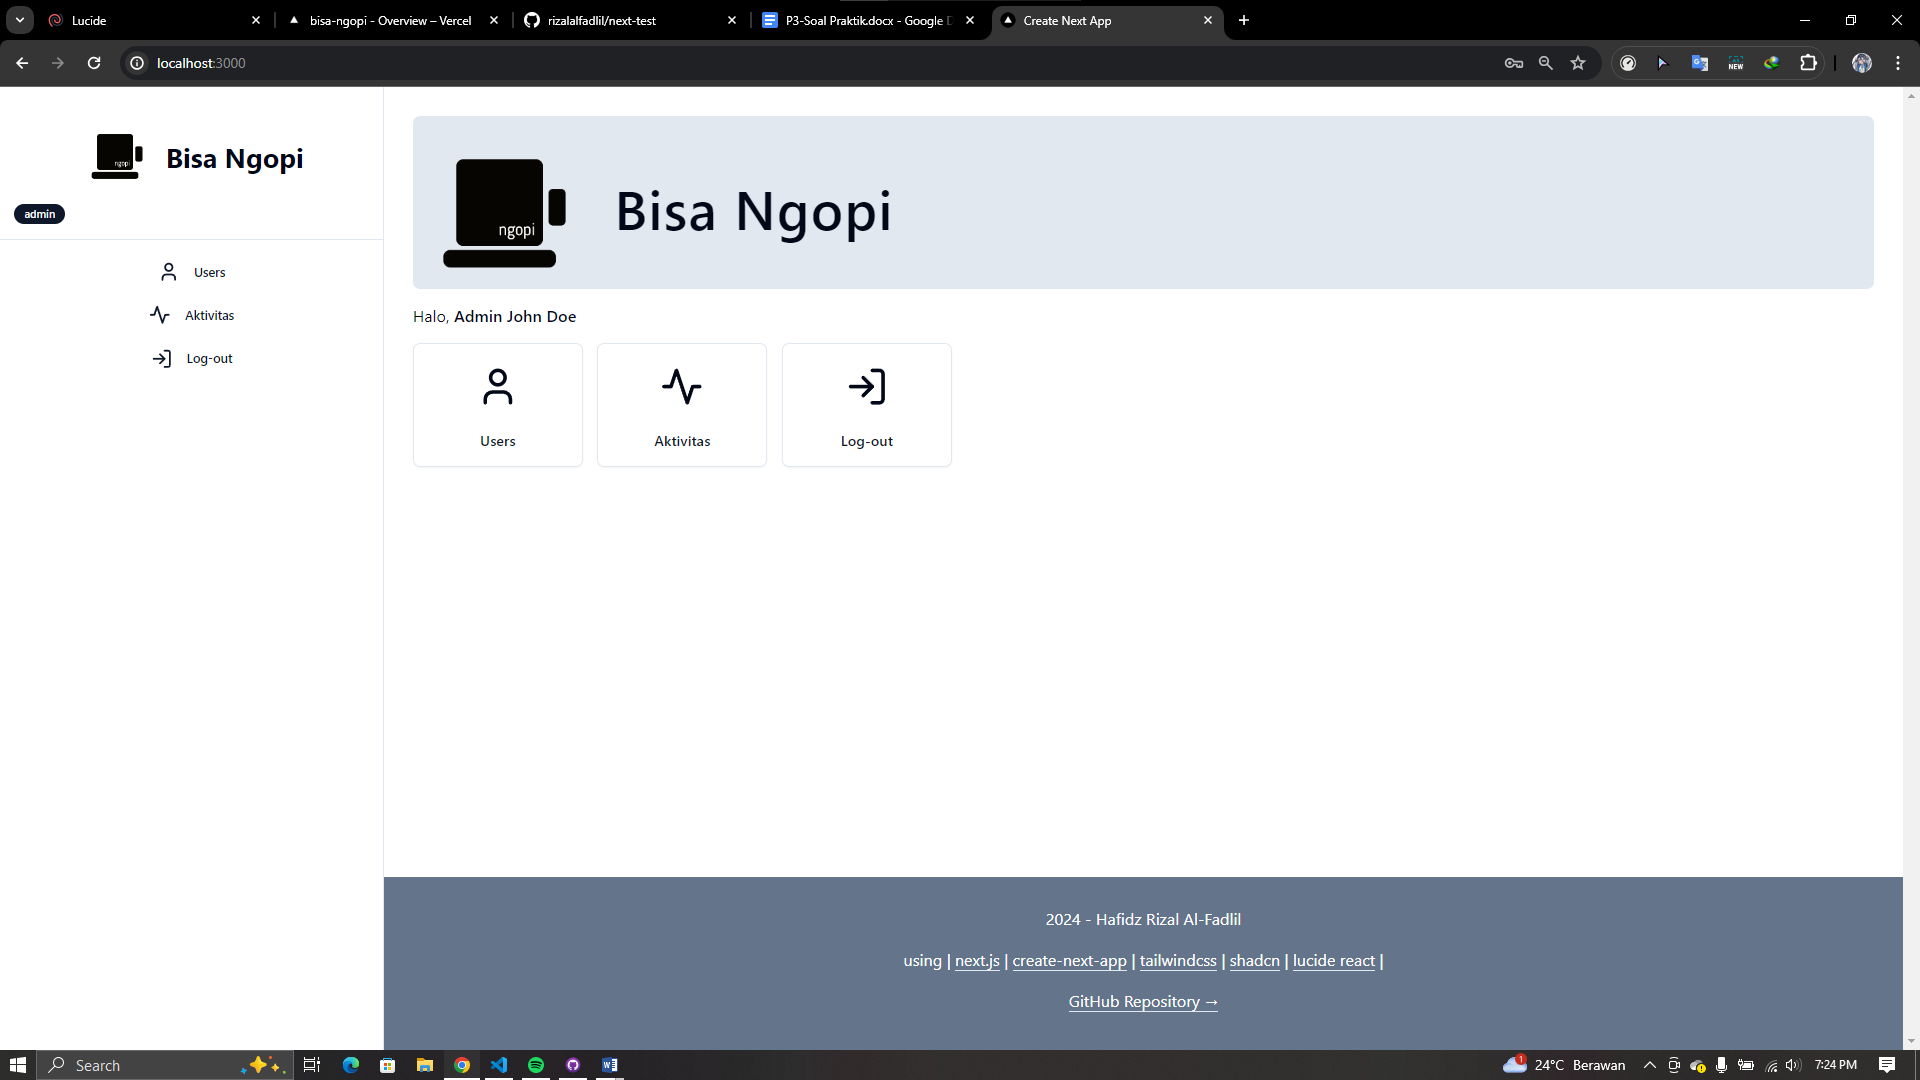 Lucide
bisa-ngopi - Overview – Vercel
rizalalfadlil/next-test
P3-Soal Praktik.docx - Google D
Create Next App
localhost:3000
NEW
ngopi
Bisa Ngopi
admin
Users
Aktivitas
Log-out
ngopi
Bisa Ngopi
Halo, Admin John Doe
Users
Aktivitas
Log-out
2024 - Hafidz Rizal Al-Fadlil
using | next.js | create-next-app | tailwindcss | shadcn | lucide react |
GitHub Repository →
Search
1
24°C Berawan
7:24 PM